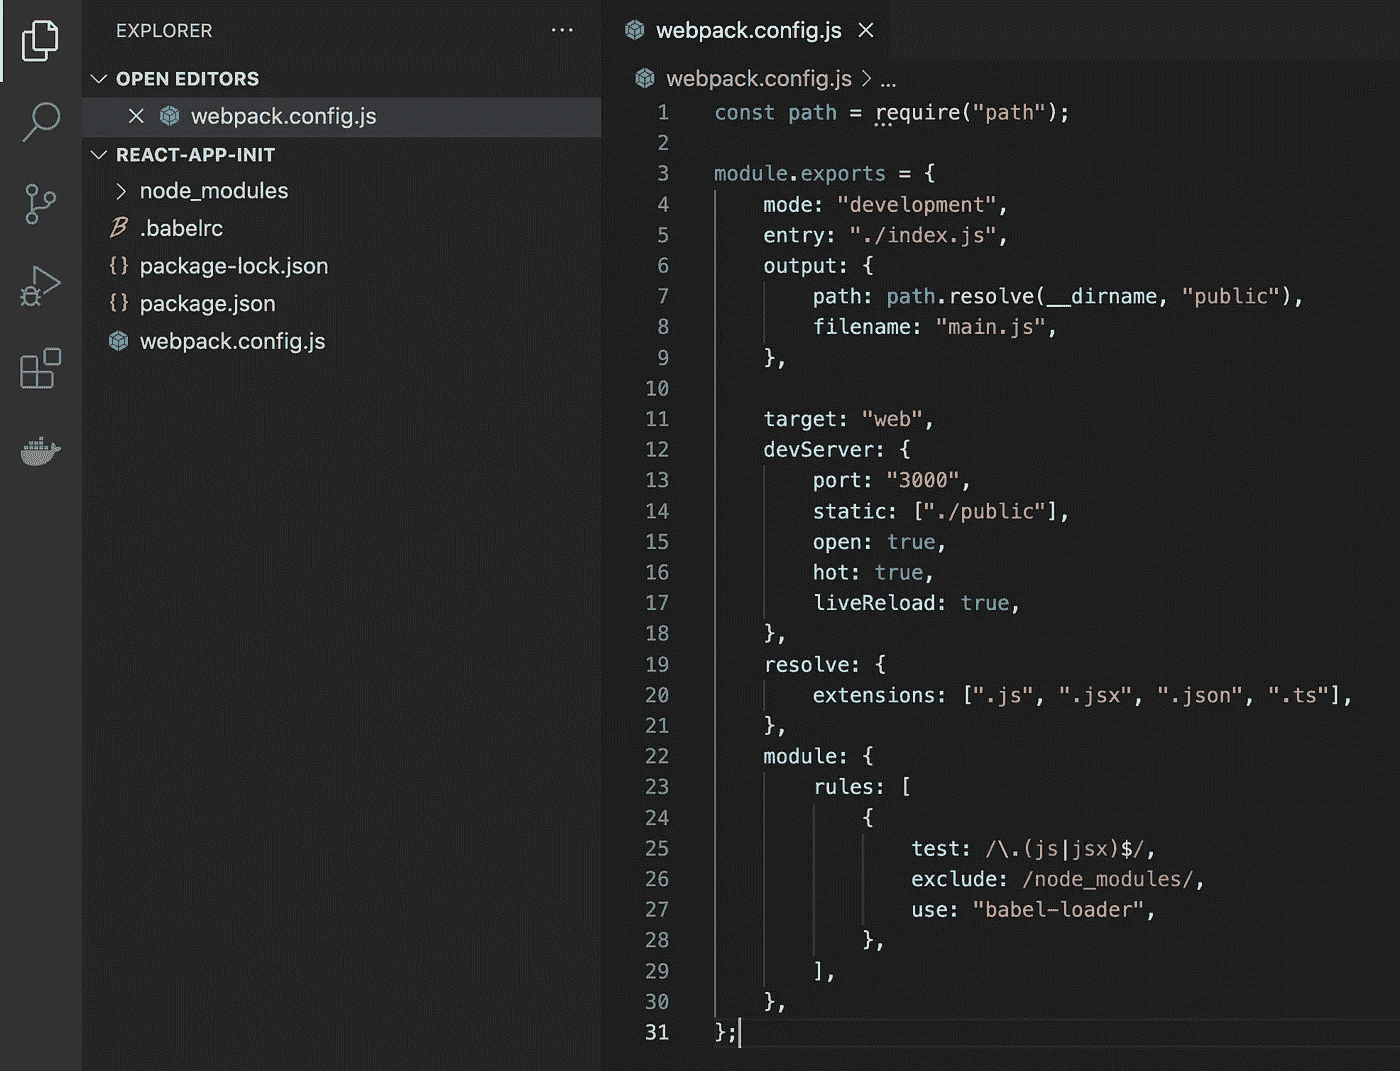 EXPLORER
···
OPEN EDITORS
webpack.config.js
REACT-APP-INIT
node_modules
.babelrc
{} package-lock.json
{} package.json
webpack.config.js
webpack.config.js
webpack.config.js > ...
1 const path = require("path");
2
3 module.exports = {
4     mode: "development",
5     entry: "./index.js",
6     output: {
7         path: path.resolve(__dirname, "public"),
8         filename: "main.js",
9     },
10
11     target: "web",
12     devServer: {
13         port: "3000",
14         static: ["./public"],
15         open: true,
16         hot: true,
17         liveReload: true,
18     },
19     resolve: {
20         extensions: [".js", ".jsx", ".json", ".ts"],
21     },
22     module: {
23         rules: [
24             {
25                 test: /\.(js|jsx)$/,
26                 exclude: /node_modules/,
27                 use: "babel-loader",
28             },
29         ],
30     },
31 };